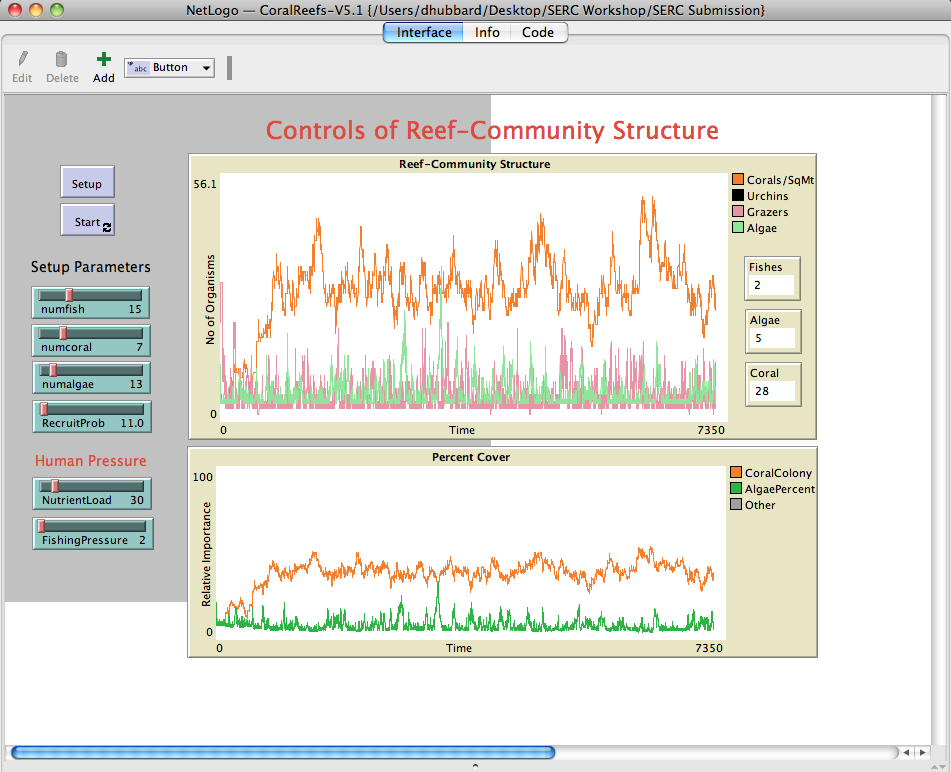 NetLogo — CoralReefs-V5.1 {/Users/dhubbard/Desktop/SERC Workshop/SERC Submission}
Interface Info Code
Edit Delete Add abc Button
Controls of Reef-Community Structure
Setup
Start
Setup Parameters
numfish 15
numcoral 7
numalgae 13
RecruitProb 11.0
Human Pressure
NutrientLoad 30
FishingPressure 2
Reef-Community Structure
56.1
No of Organisms
0
0 Time 7350
Corals/SqMt
Urchins
Grazers
Algae
Fishes
2
Algae
5
Coral
28
Percent Cover
100
Relative Importance
0
0 Time 7350
CoralColony
AlgaePercent
Other